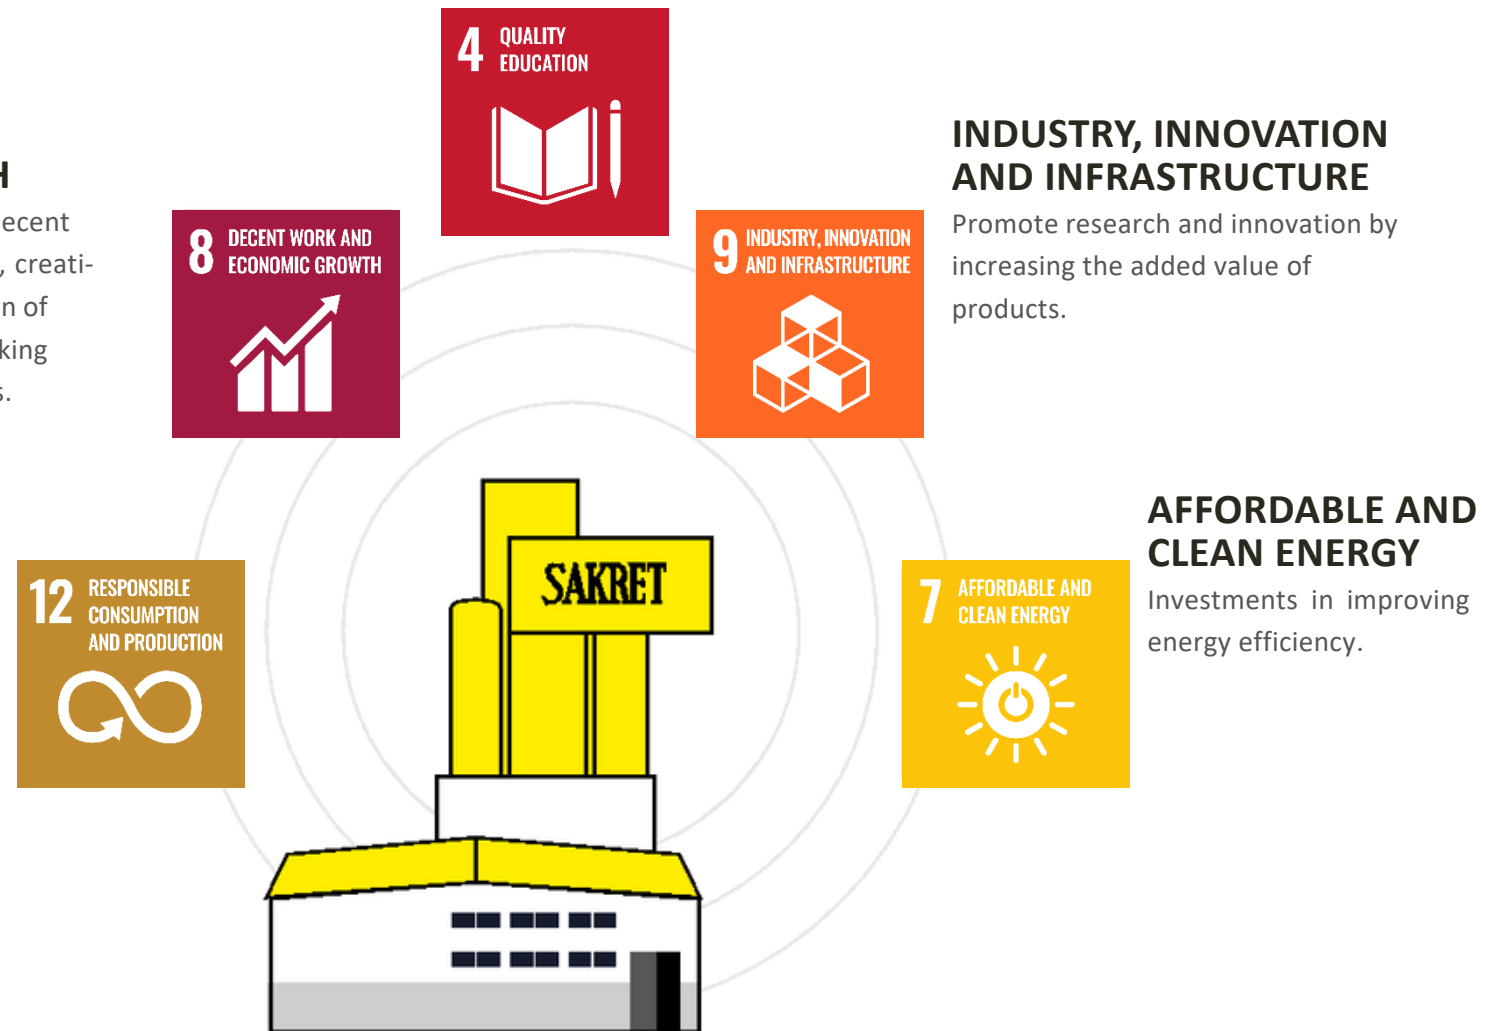 4 QUALITY
EDUCATION
INDUSTRY, INNOVATION
AND INFRASTRUCTURE
Promote research and innovation by
increasing the added value of
products.
H
ecent
, creati-
n of
king
s.
8 DECENT WORK AND
ECONOMIC GROWTH
9 INDUSTRY, INNOVATION
AND INFRASTRUCTURE
SAKRET
12 RESPONSIBLE
CONSUMPTION
AND PRODUCTION
7 AFFORDABLE AND
CLEAN ENERGY
AFFORDABLE AND
CLEAN ENERGY
Investments in improving
energy efficiency.